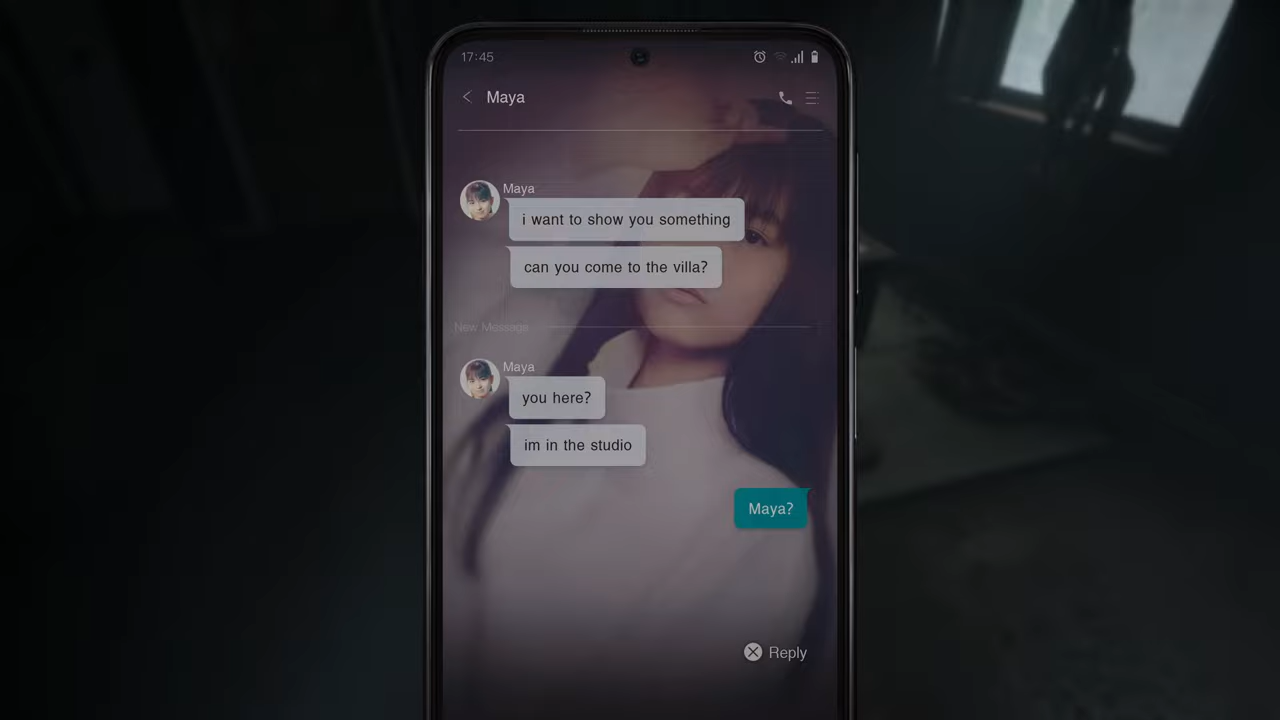 17:45
Maya
Maya
i want to show you something
can you come to the villa?
New Message
Maya
you here?
im in the studio
Maya?
Reply